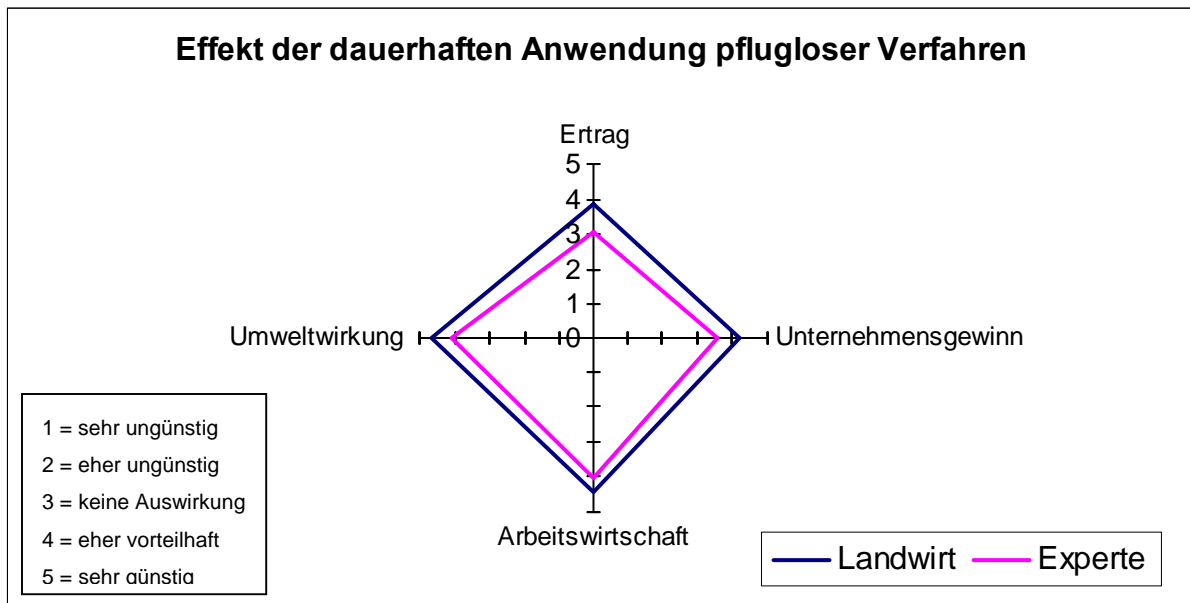 Effekt der dauerhaften Anwendung pflugloser Verfahren
Ertrag
5
4
3
2
1
0
Umweltwirkung
Unternehmensgewinn
Arbeitswirtschaft
1 = sehr ungünstig
2 = eher ungünstig
3 = keine Auswirkung
4 = eher vorteilhaft
5 = sehr günstig
Landwirt
Experte